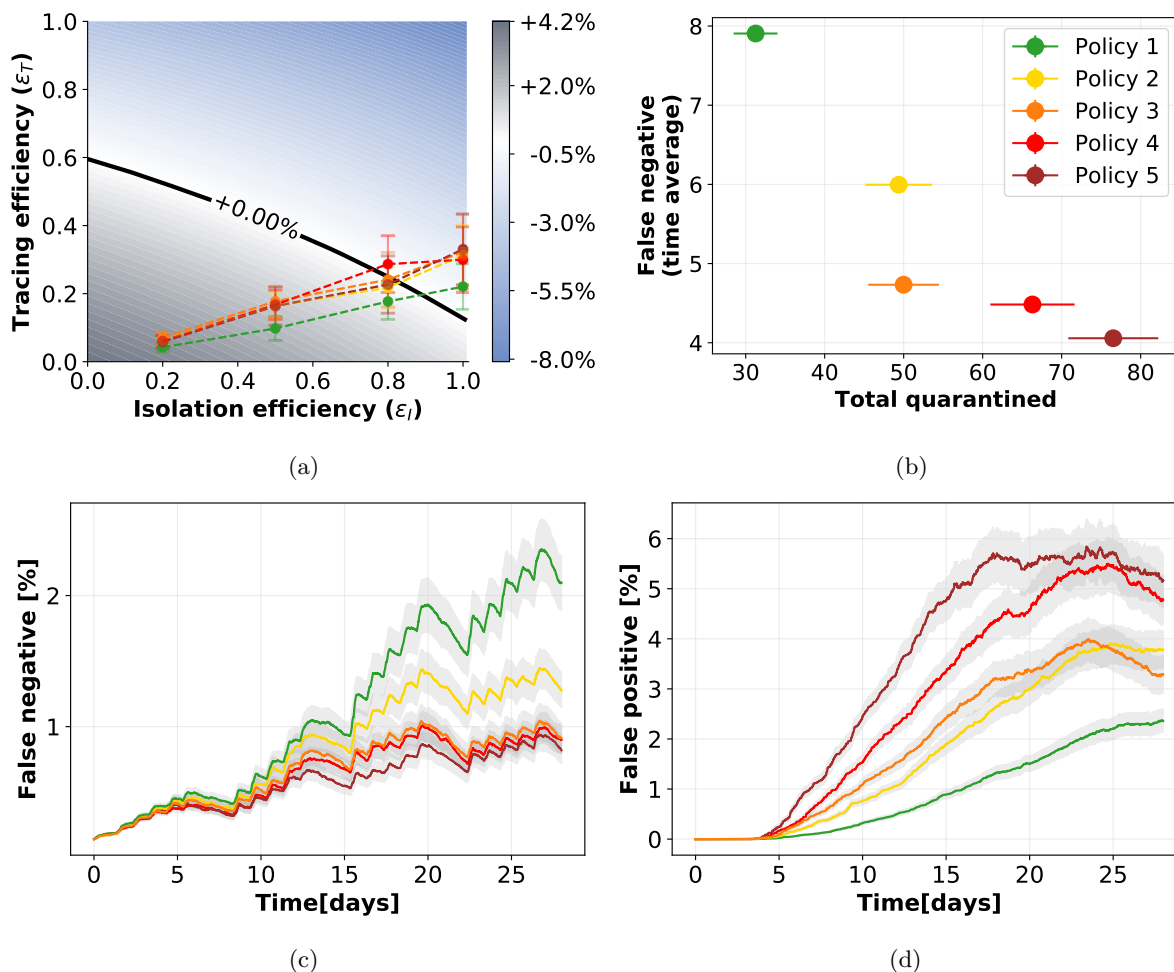 1.0
0.8
0.6
0.4
0.2
0.0
0.0 0.2 0.4 0.6 0.8 1.0
Tracing efficiency (εT)
Isolation efficiency (εI)
+0.00%
+4.2%
+2.0%
-0.5%
-3.0%
-5.5%
-8.0%
(a)
8
7
6
5
4
30 40 50 60 70 80
False negative
(time average)
Total quarantined
Policy 1
Policy 2
Policy 3
Policy 4
Policy 5
(b)
2
1
0 5 10 15 20 25
False negative [%]
Time[days]
(c)
6
5
4
3
2
1
0
0 5 10 15 20 25
False positive [%]
Time[days]
(d)